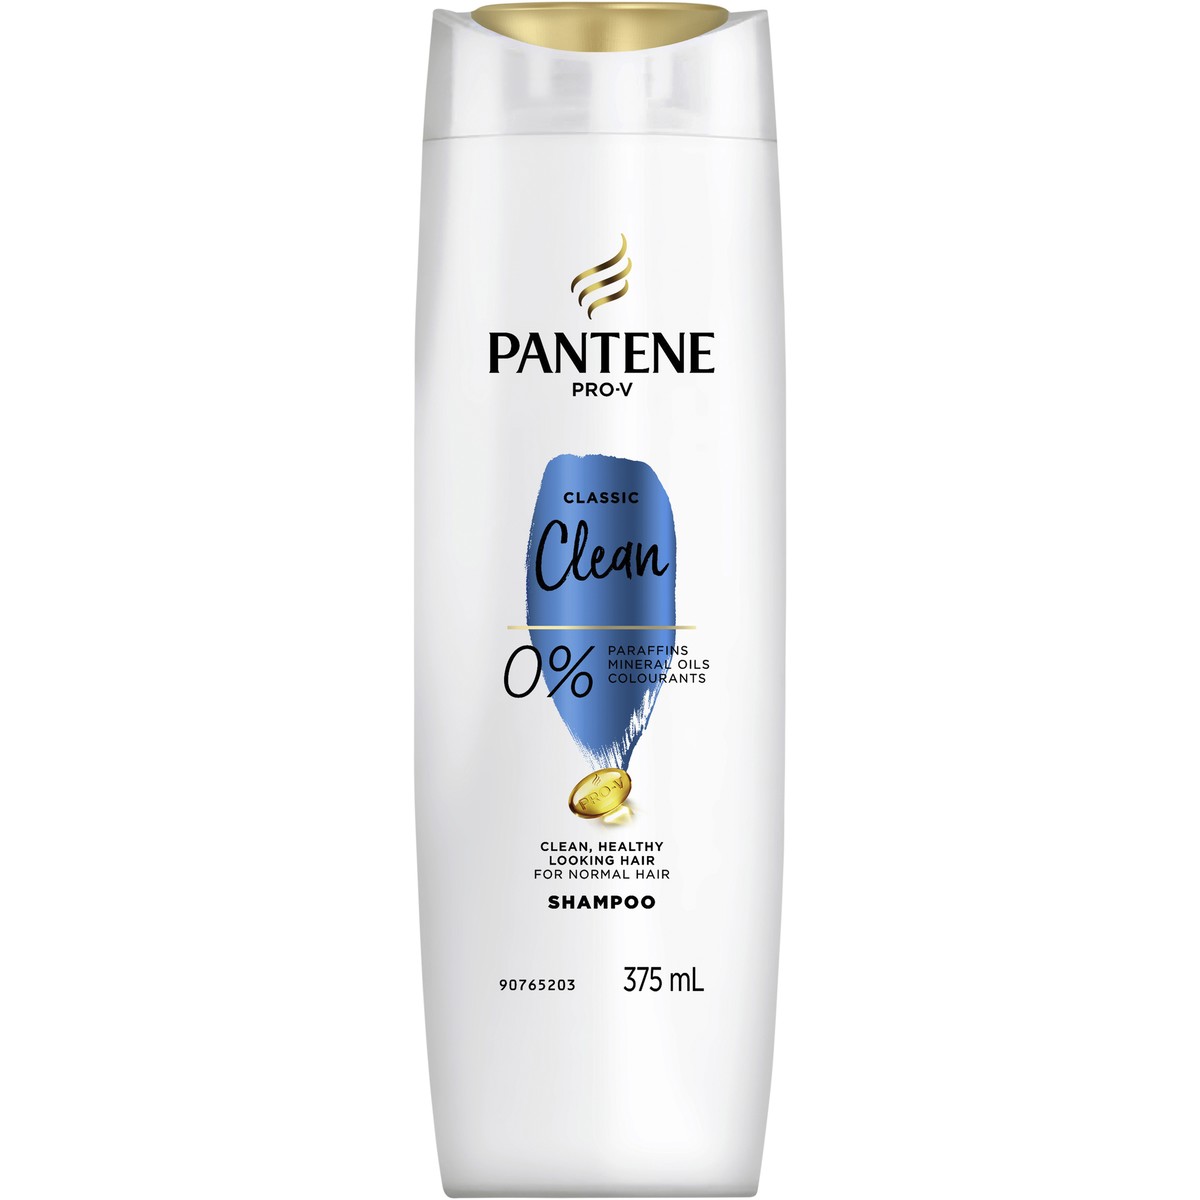 PANTENE
PRO-V
CLASSIC
Clean
0% PARAFFINS
MINERAL OILS
COLOURANTS
PRO-V
CLEAN, HEALTHY
LOOKING HAIR
FOR NORMAL HAIR
SHAMPOO
90765203 375 mL